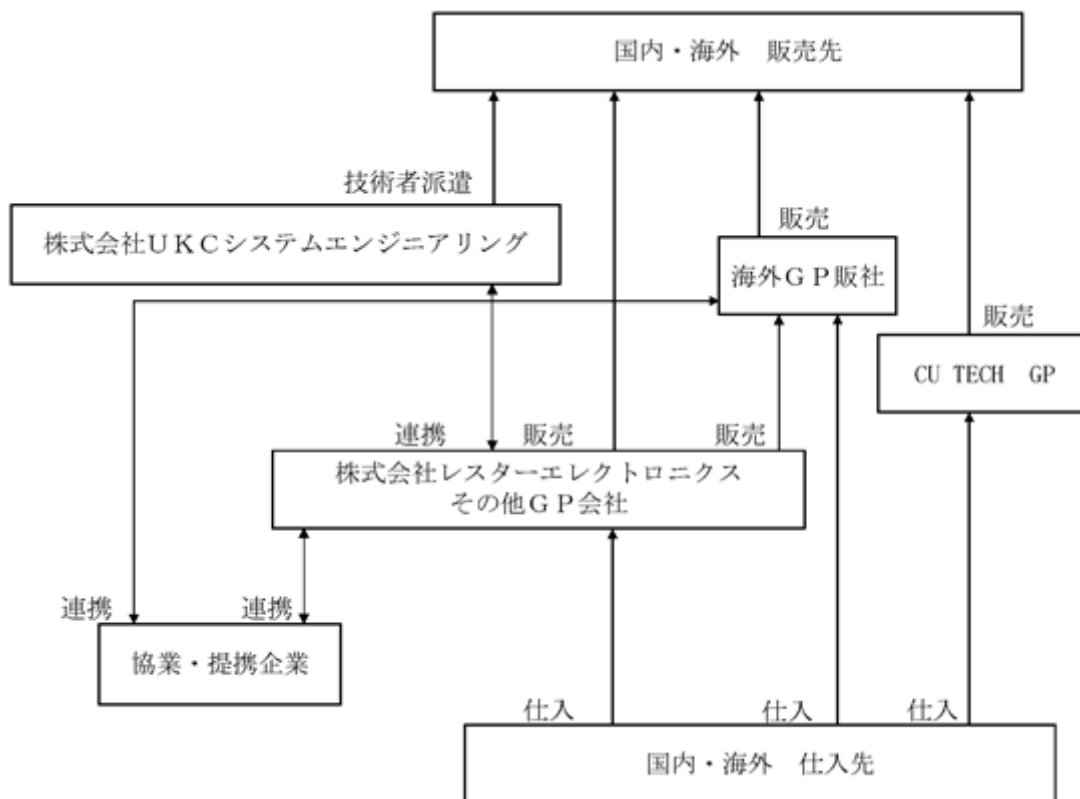 国内・海外　販売先
技術者派遣
株式会社ＵＫＣシステムエンジニアリング
販売
海外ＧＰ販社
販売
CU TECH　GP
連携
販売
販売
株式会社レスターエレクトロニクス
その他ＧＰ会社
連携
連携
協業・提携企業
仕入
仕入
仕入
国内・海外　仕入先